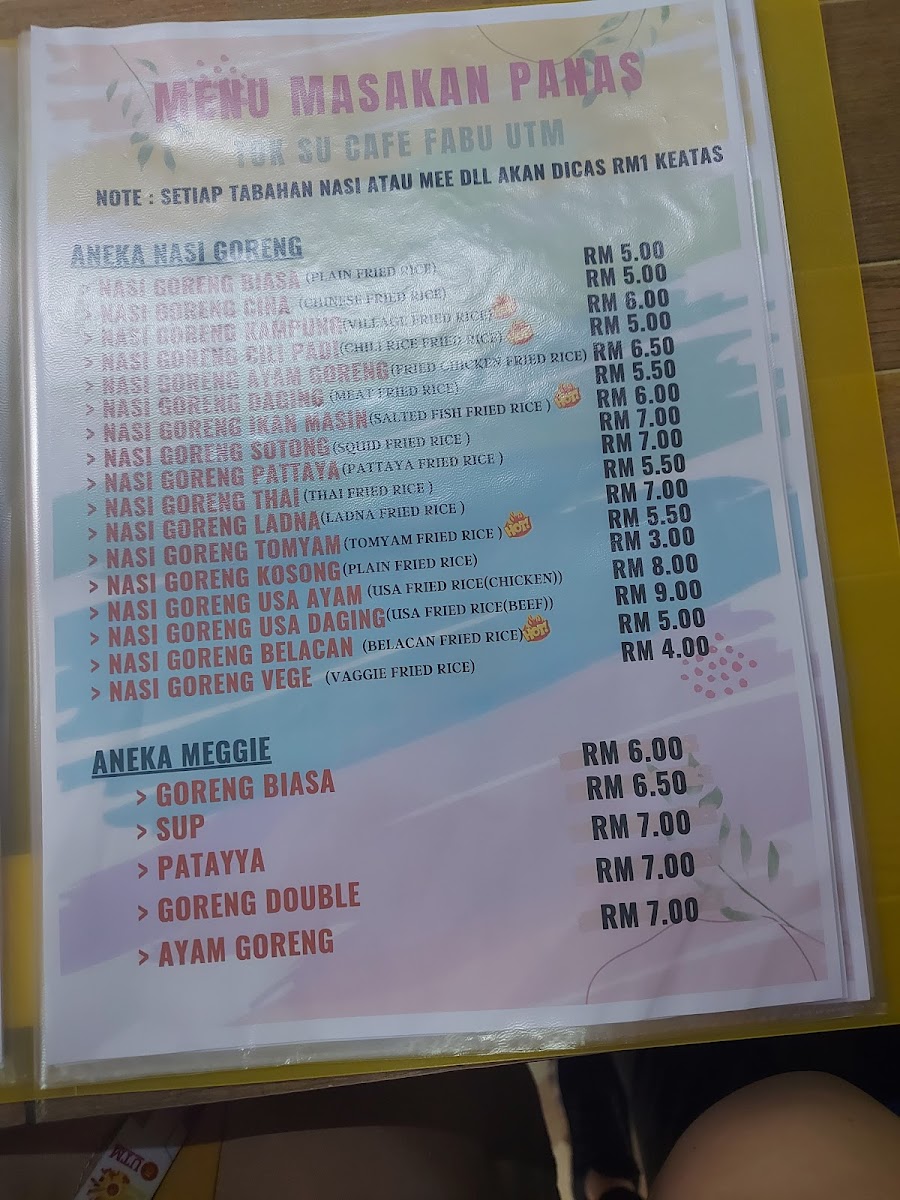 MENU MASAKAN PANAS
TOK SU CAFE FABU UTM
NOTE : SETIAP TABAHAN NASI ATAU MEE DLL AKAN DICAS RM1 KEATAS
ANEKA NASI GORENG
> NASI GORENG BIASA (PLAIN FRIED RICE) RM 5.00
> NASI GORENG CINA (CHINESE FRIED RICE) RM 5.00
> NASI GORENG KAMPUNG(VILLAGE FRIED RICE) HOT! RM 6.00
> NASI GORENG CILI PADI(CHILI RICE FRIED RICE) HOT! RM 5.00
> NASI GORENG AYAM GORENG(FRIED CHICKEN FRIED RICE) RM 6.50
> NASI GORENG DAGING (MEAT FRIED RICE) RM 5.50
> NASI GORENG IKAN MASIN(SALTED FISH FRIED RICE ) HOT! RM 6.00
> NASI GORENG SOTONG(SQUID FRIED RICE ) RM 7.00
> NASI GORENG PATTAYA(PATTAYA FRIED RICE ) RM 7.00
> NASI GORENG THAI (THAI FRIED RICE ) RM 5.50
> NASI GORENG LADNA(LADNA FRIED RICE ) RM 7.00
> NASI GORENG TOMYAM (TOMYAM FRIED RICE ) HOT! RM 5.50
> NASI GORENG KOSONG(PLAIN FRIED RICE) RM 3.00
> NASI GORENG USA AYAM (USA FRIED RICE(CHICKEN)) RM 8.00
> NASI GORENG USA DAGING(USA FRIED RICE(BEEF)) RM 9.00
> NASI GORENG BELACAN (BELACAN FRIED RICE) HOT! RM 5.00
> NASI GORENG VEGE (VAGGIE FRIED RICE) RM 4.00
ANEKA MEGGIE
> GORENG BIASA RM 6.00
> SUP RM 6.50
> PATAYYA RM 7.00
> GORENG DOUBLE RM 7.00
> AYAM GORENG RM 7.00
UTM